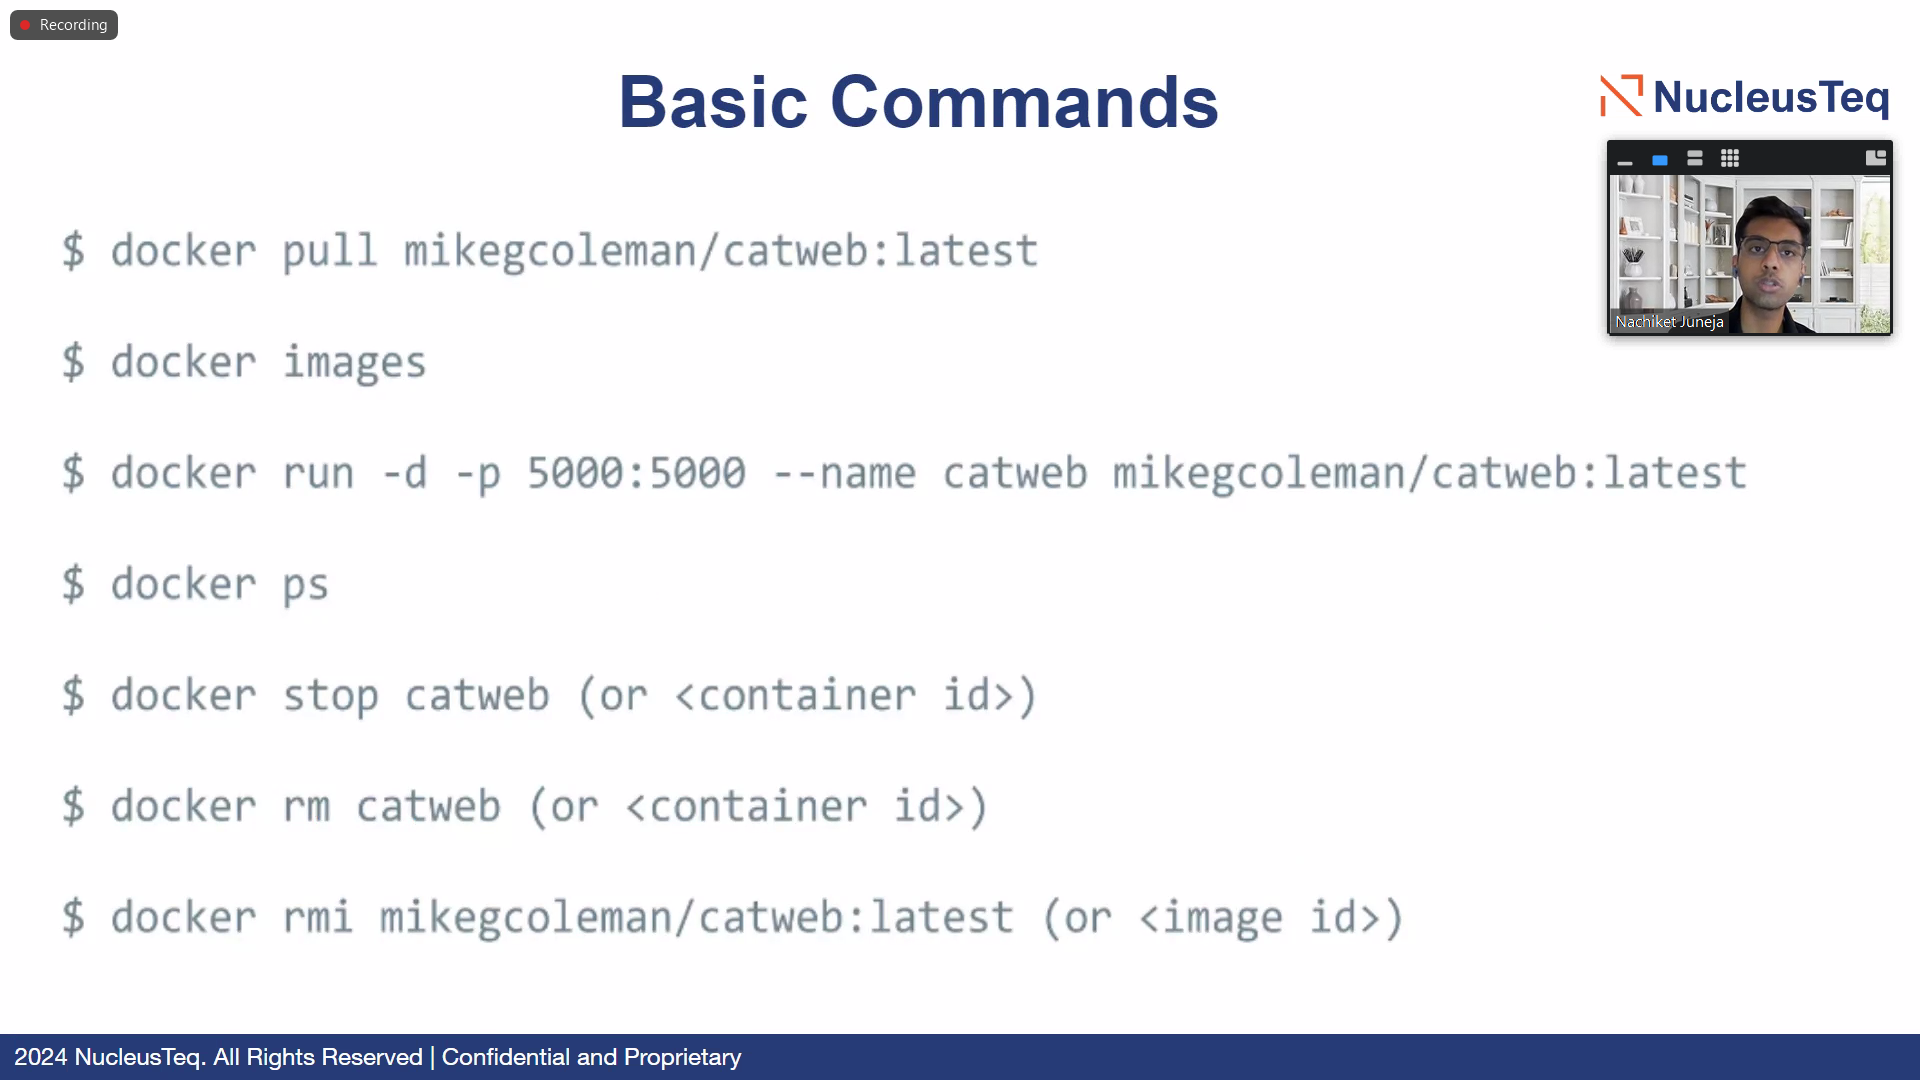 Recording
Basic Commands
NucleusTeq
Nachiket Juneja
$ docker pull mikegcoleman/catweb:latest
$ docker images
$ docker run -d -p 5000:5000 --name catweb mikegcoleman/catweb:latest
$ docker ps
$ docker stop catweb (or <container id>)
$ docker rm catweb (or <container id>)
$ docker rmi mikegcoleman/catweb:latest (or <image id>)
2024 NucleusTeq. All Rights Reserved | Confidential and Proprietary